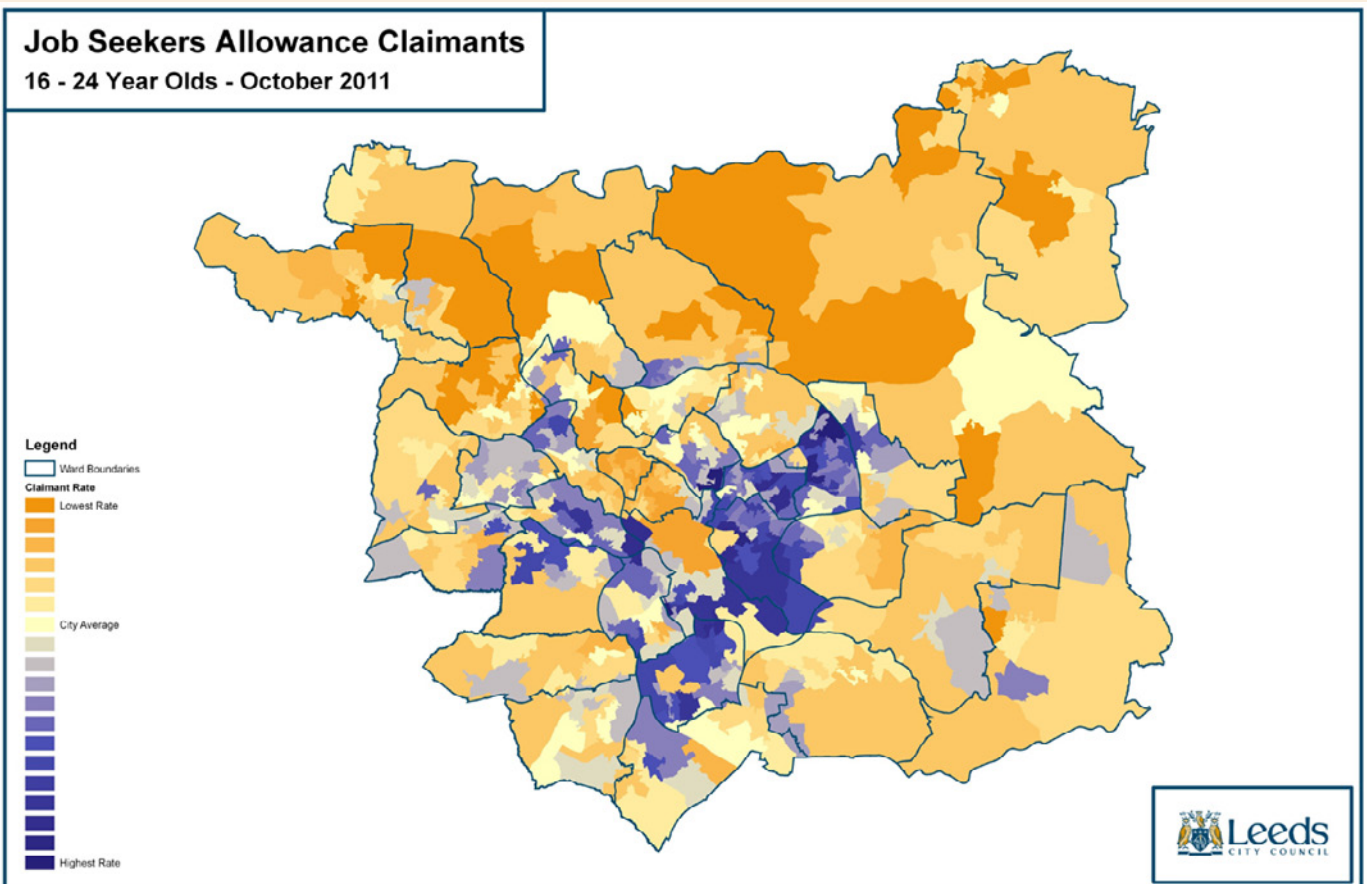 Job Seekers Allowance Claimants
16 - 24 Year Olds - October 2011
Legend
Ward Boundaries
Claimant Rate
Lowest Rate
City Average
Highest Rate
Leeds
CITY COUNCIL